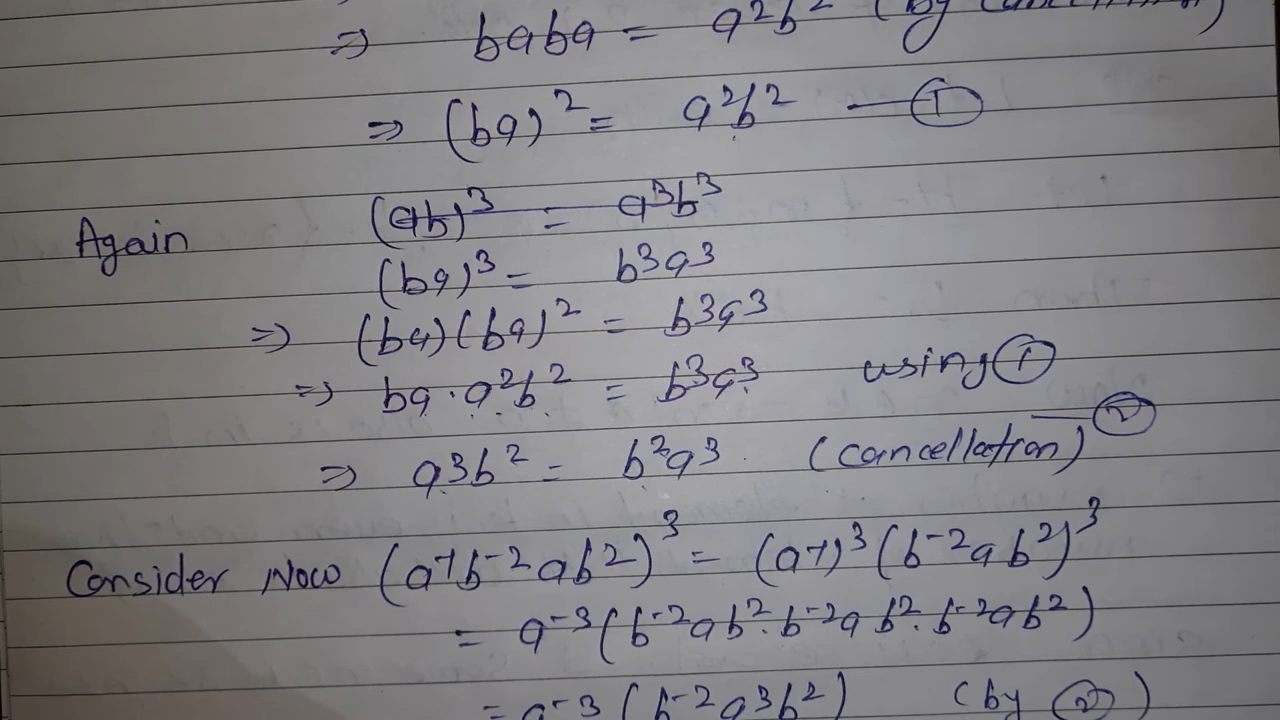 ⇒ baba = a²b² (by
⇒ (ba)² = a²b² — ①
Again (ab)³ = a³b³
(ba)³ = b³a³
⇒ (ba)(ba)² = b³a³
⇒ ba·a²b² = b³a³ using ①
⇒ a³b² = b²a³. (cancellation) — ②
Consider Now (a⁻¹b⁻²ab²)³ = (a⁻¹)³(b⁻²ab²)³
= a⁻³(b⁻²ab².b⁻²ab².b⁻²ab²)
= a⁻³(b⁻²a³b²) (by ②)